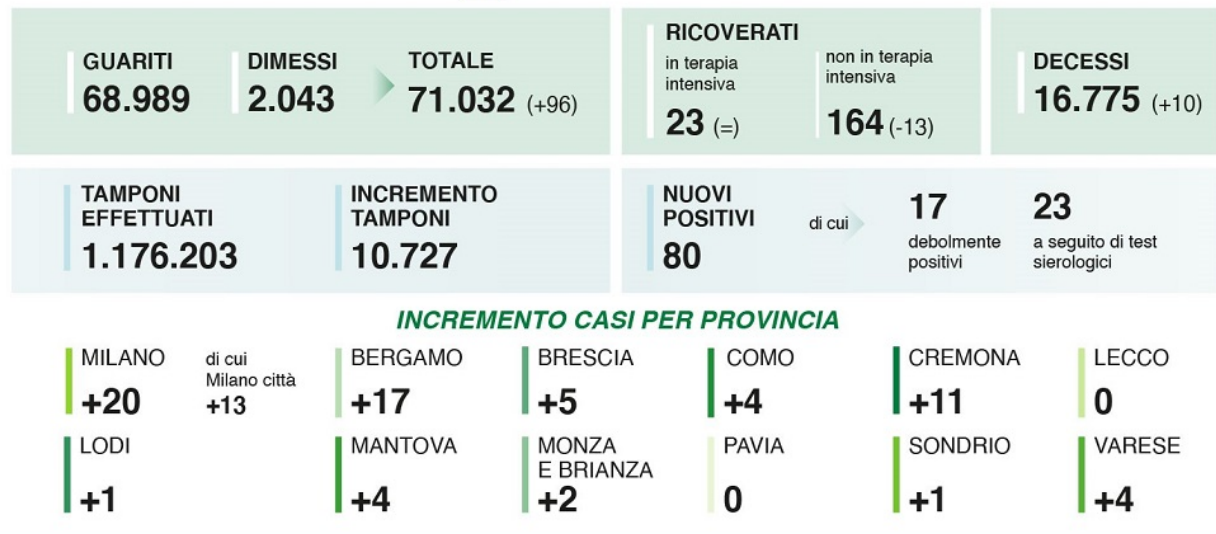 GUARITI
68.989
DIMESSI
2.043
TOTALE
71.032 (+96)
RICOVERATI
in terapia
intensiva
23 (=)
non in terapia
intensiva
164 (-13)
DECESSI
16.775 (+10)
TAMPONI
EFFETTUATI
1.176.203
INCREMENTO
TAMPONI
10.727
NUOVI
POSITIVI
80
di cui
17
debolmente
positivi
23
a seguito di test
sierologici
INCREMENTO CASI PER PROVINCIA
MILANO
+20
di cui
Milano città
+13
BERGAMO
+17
BRESCIA
+5
COMO
+4
CREMONA
+11
LECCO
0
LODI
+1
MANTOVA
+4
MONZA
E BRIANZA
+2
PAVIA
0
SONDRIO
+1
VARESE
+4